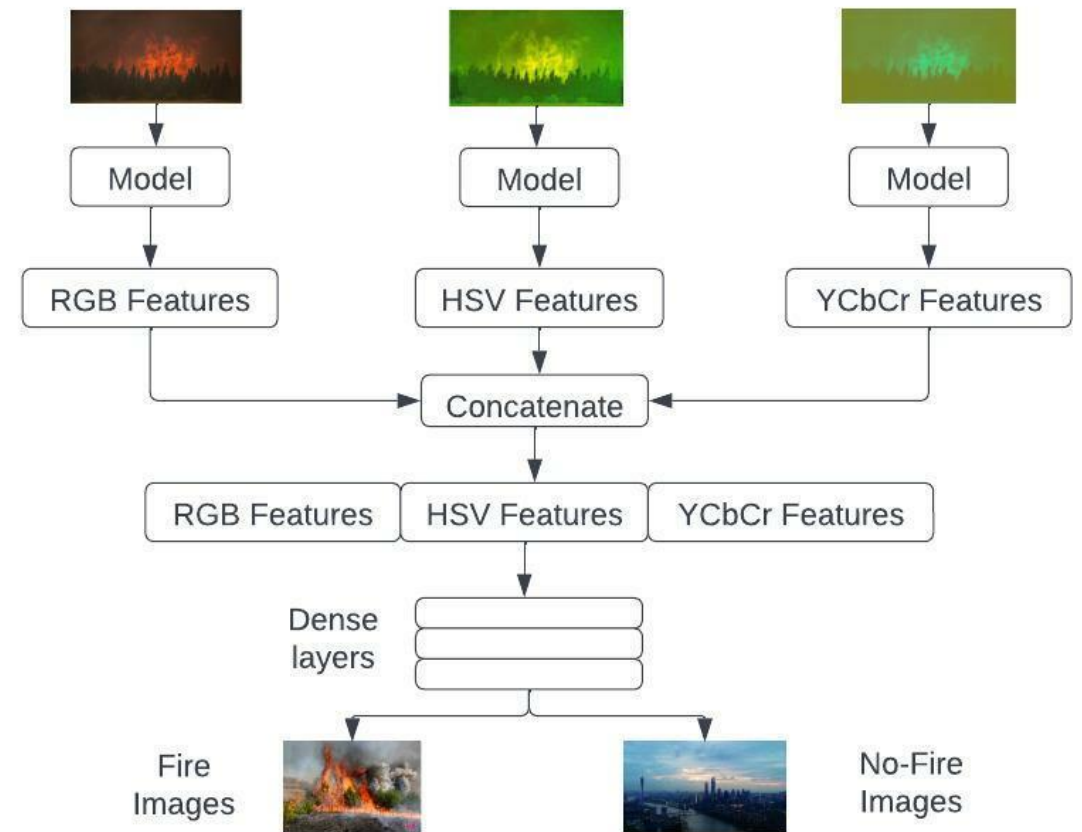 Model
Model
Model
RGB Features
HSV Features
YCbCr Features
Concatenate
RGB Features
HSV Features
YCbCr Features
Dense
layers
Fire
Images
No-Fire
Images